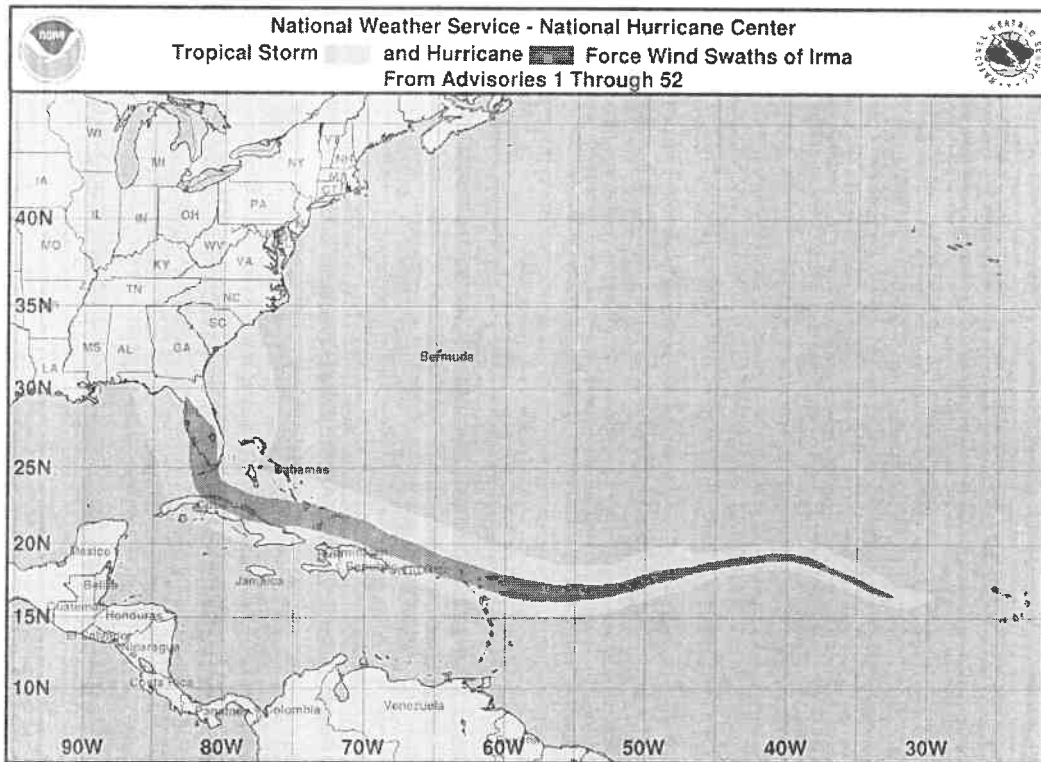 National Weather Service - National Hurricane Center
Tropical Storm and Hurricane Force Wind Swaths of Irma
From Advisories 1 Through 52
noaa
WI
MI
NY
VT
NH
MA
CT
IA
40N
IL
IN
OH
PA
MO
WV
VA
KY
TN
NC
35N
SC
MS
AL
GA
LA
Bermuda
30N
25N
Bahamas
20N
Mexico
Jamaica
Belize
15N
Guatemala
Honduras
El Salvador
Nicaragua
10N
Costa Rica
Panama
Colombia
Venezuela
90W
80W
70W
60W
50W
40W
30W